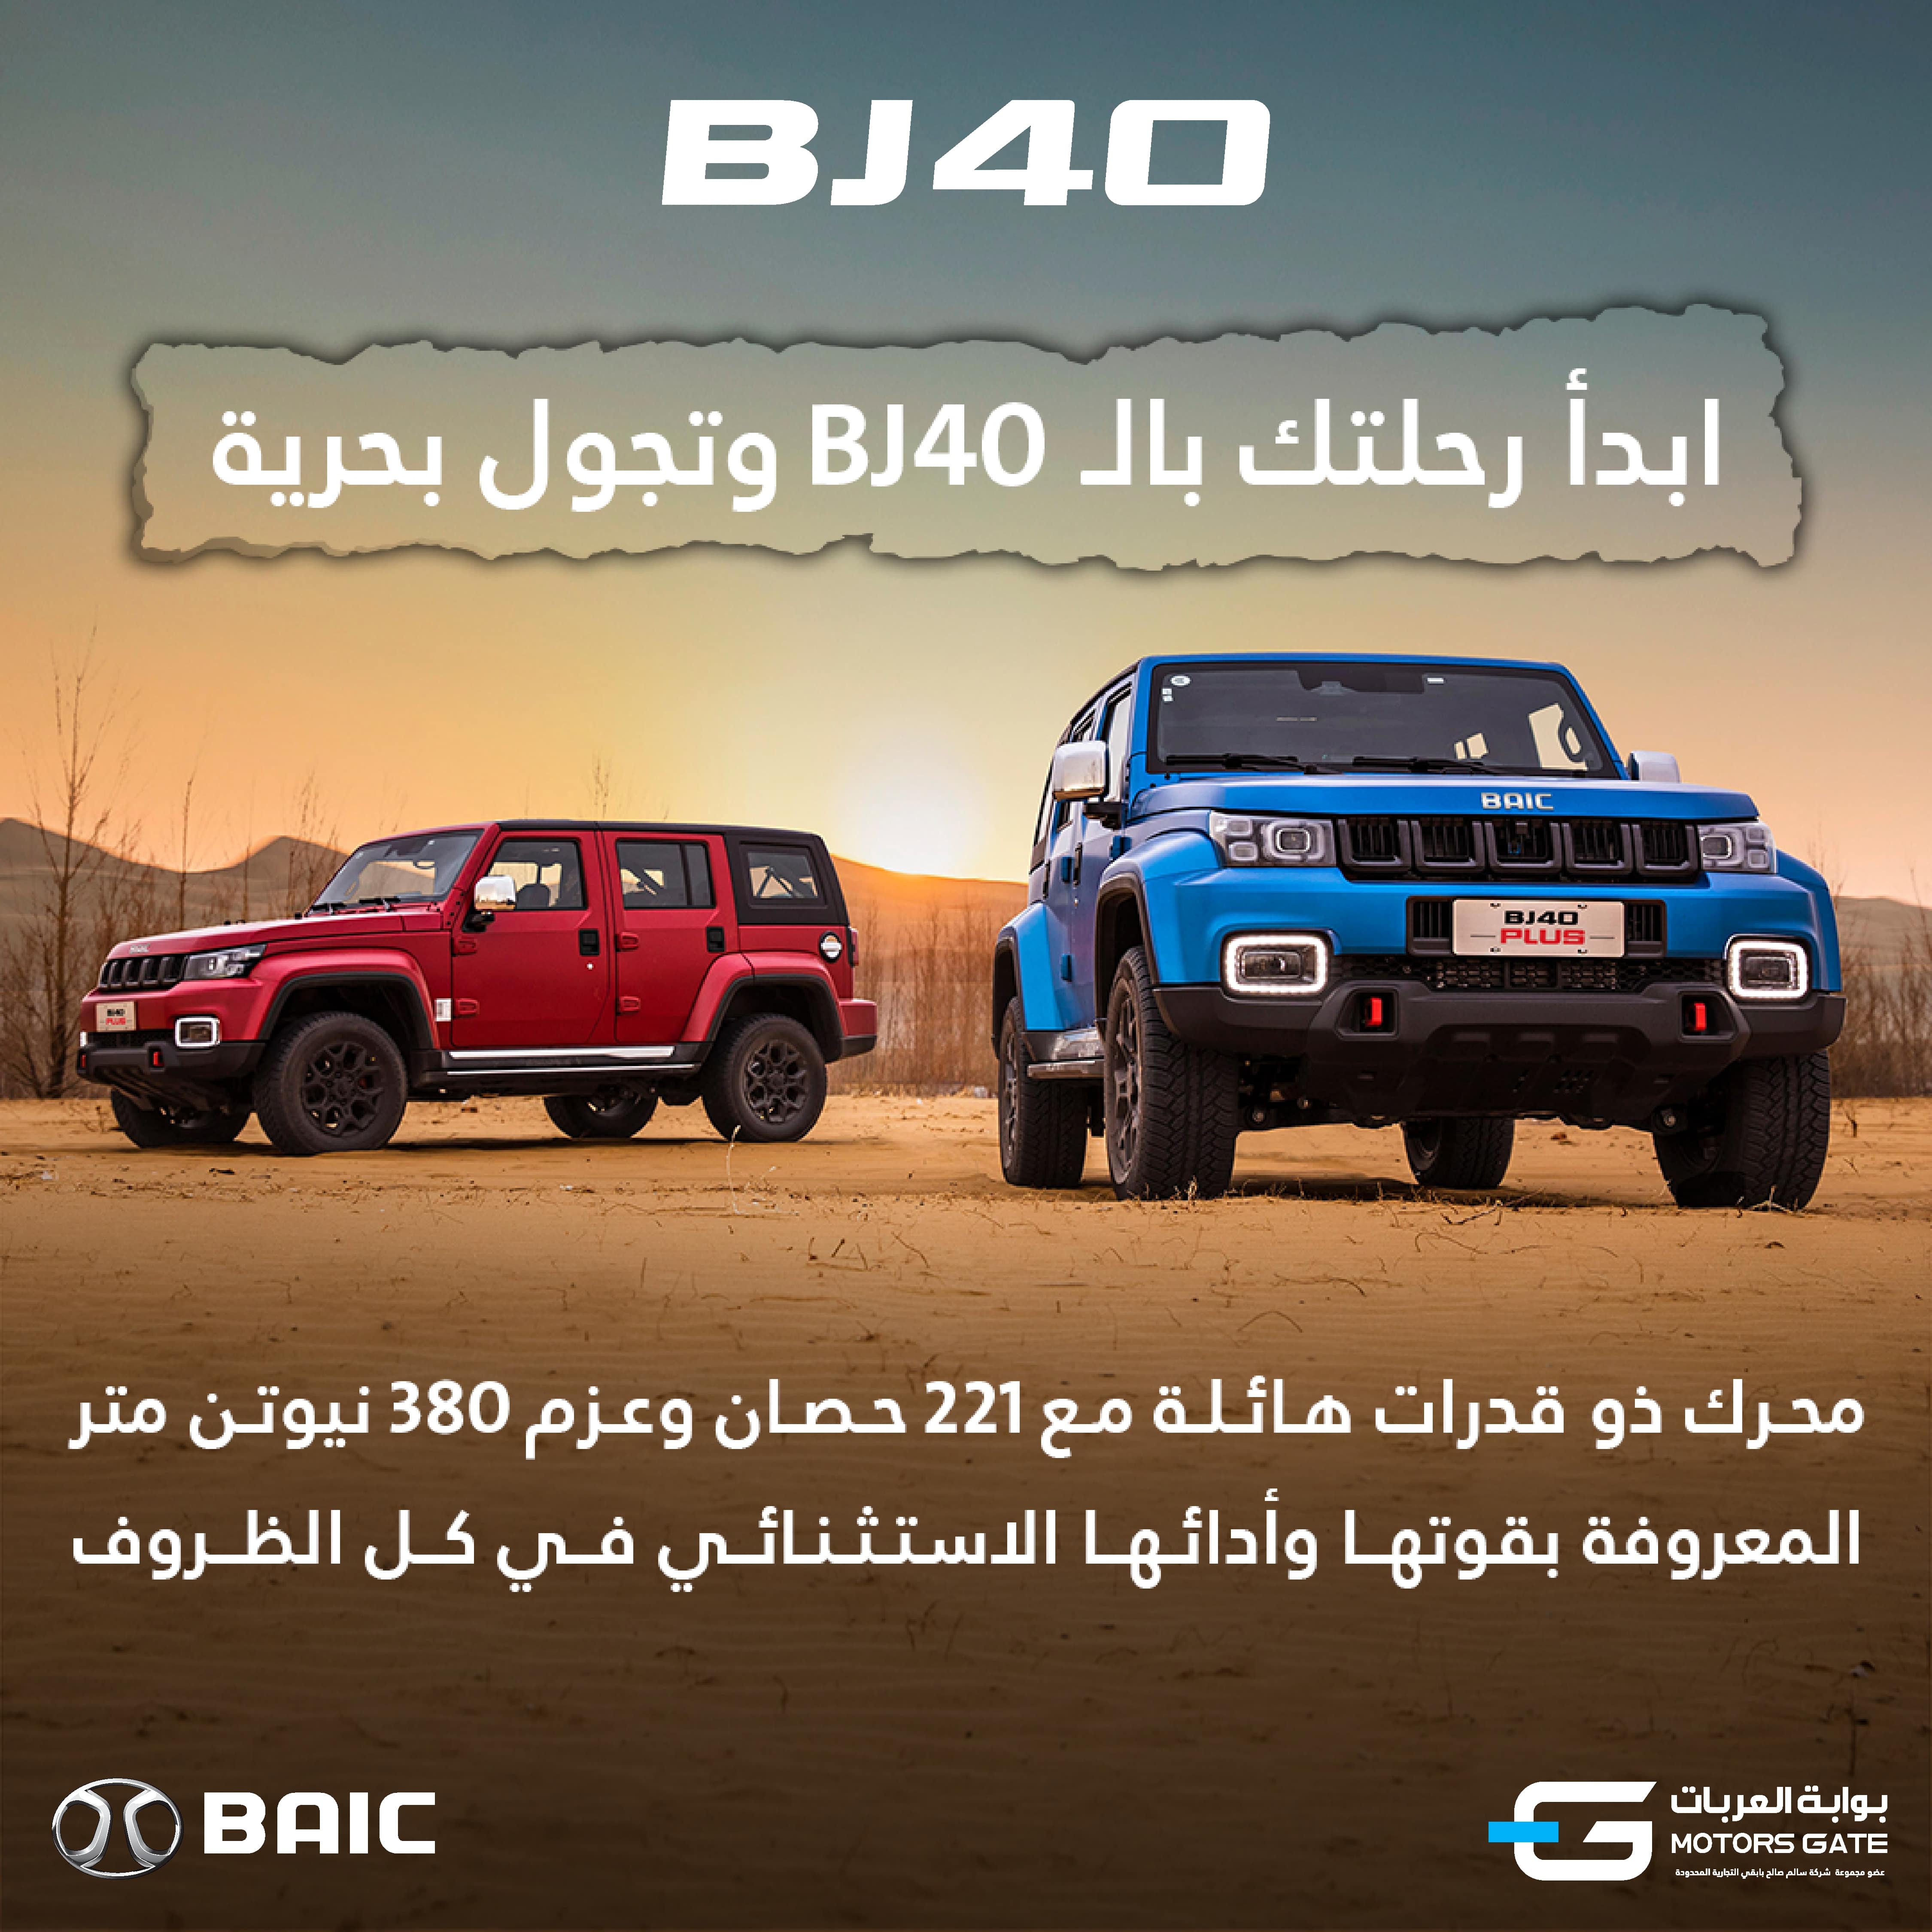 BJ40
ابدأ رحلتك بالـ BJ40 وتجول بحرية
BAIC
BJ40
PLUS
BJ40
PLUS
محرك ذو قدرات هائلة مع 221 حصان وعزم 380 نيوتن متر
المعروفة بقوتها وأدائها الاستثنائي في كل الظروف
BAIC
بوابة العربات
MOTORS GATE
عضو مجموعة شركة سالم صالح بابقي التجارية المحدودة